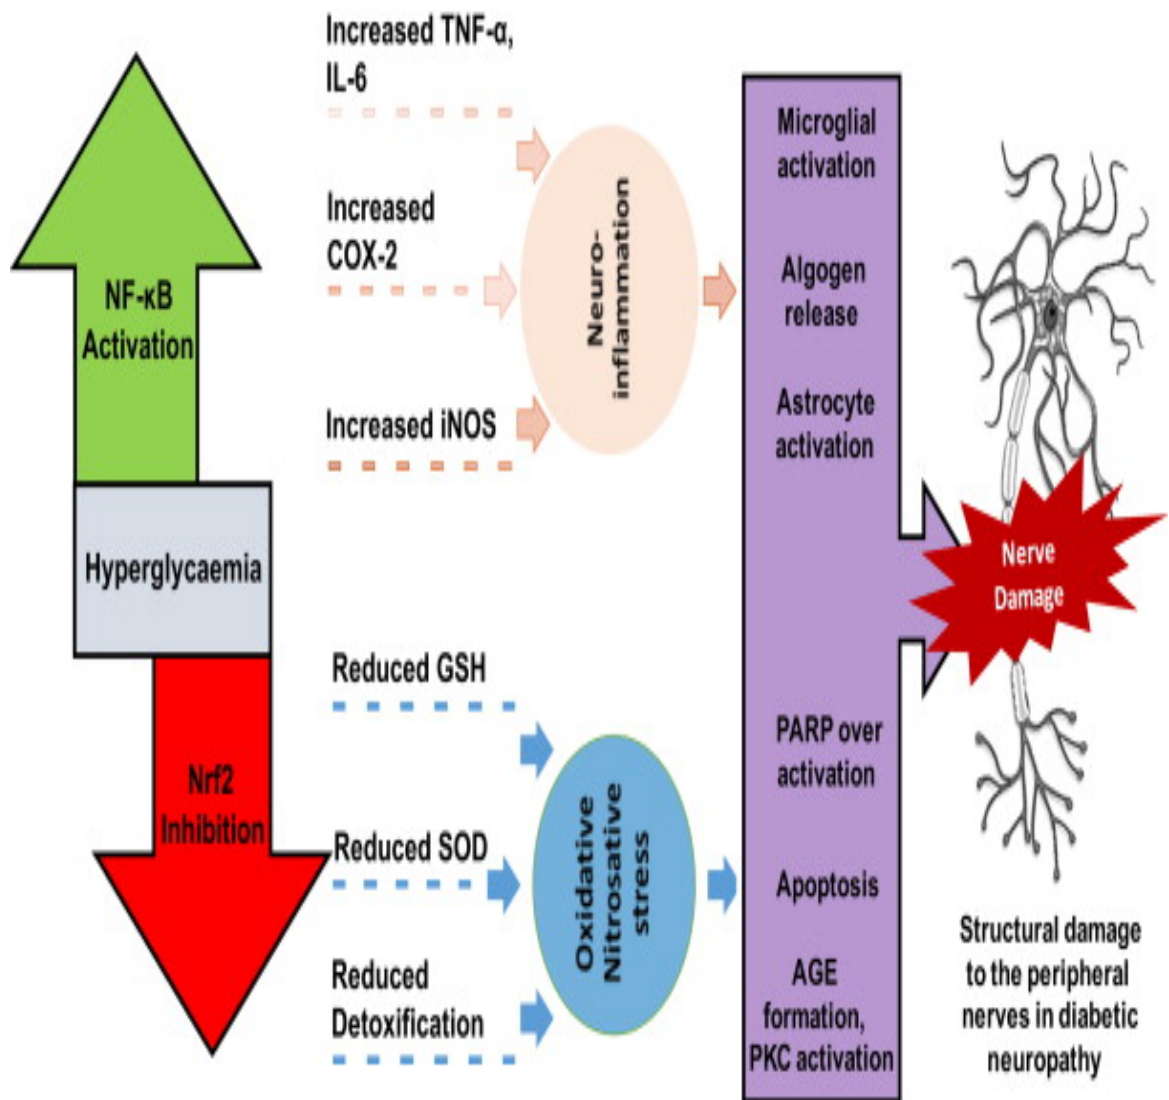 NF-κB
Activation
Hyperglycaemia
Nrf2
Inhibition
Increased TNF-α,
IL-6
Increased
COX-2
Increased iNOS
Reduced GSH
Reduced SOD
Reduced
Detoxification
Neuro-
inflammation
Oxidative
Nitrosative
stress
Microglial
activation
Algogen
release
Astrocyte
activation
PARP over
activation
Apoptosis
AGE
formation,
PKC activation
Nerve
Damage
Structural damage
to the peripheral
nerves in diabetic
neuropathy